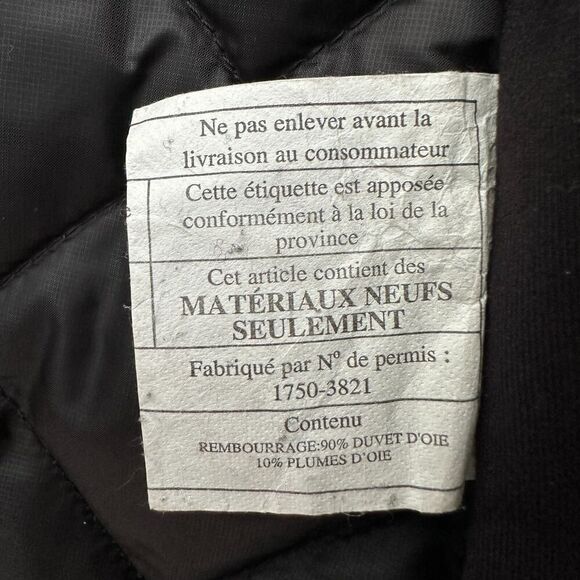 Ne pas enlever avant la
livraison au consommateur
Cette étiquette est apposée
conformément à la loi de la
province
Cet article contient des
MATÉRIAUX NEUFS
SEULEMENT
Fabriqué par Nº de permis :
1750-3821
Contenu
REMBOURRAGE:90% DUVET D'OIE
10% PLUMES D'OIE